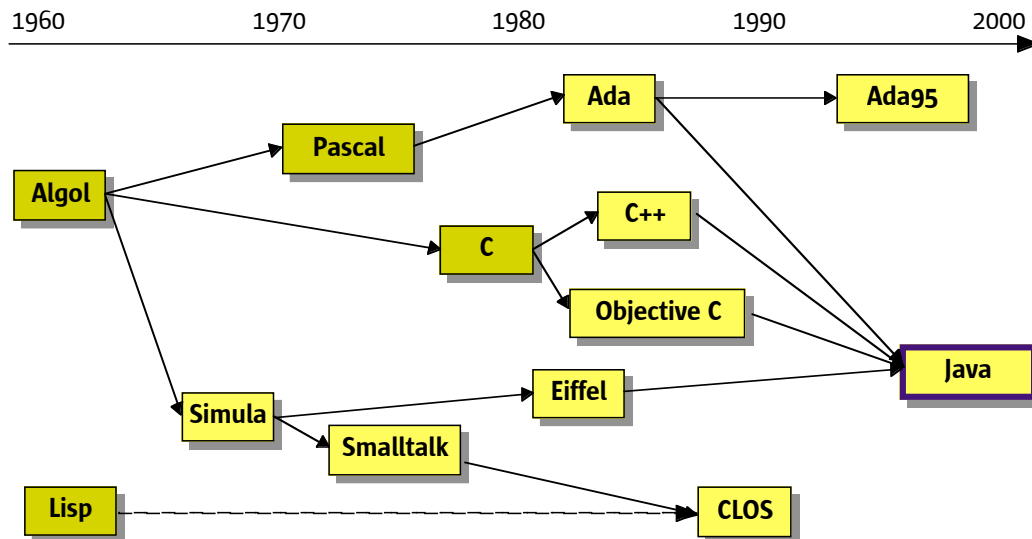 1960 1970 1980 1990 2000
Ada Ada95
Pascal
Algol
C++
C
Objective C
Java
Eiffel
Simula
Smalltalk
Lisp CLOS